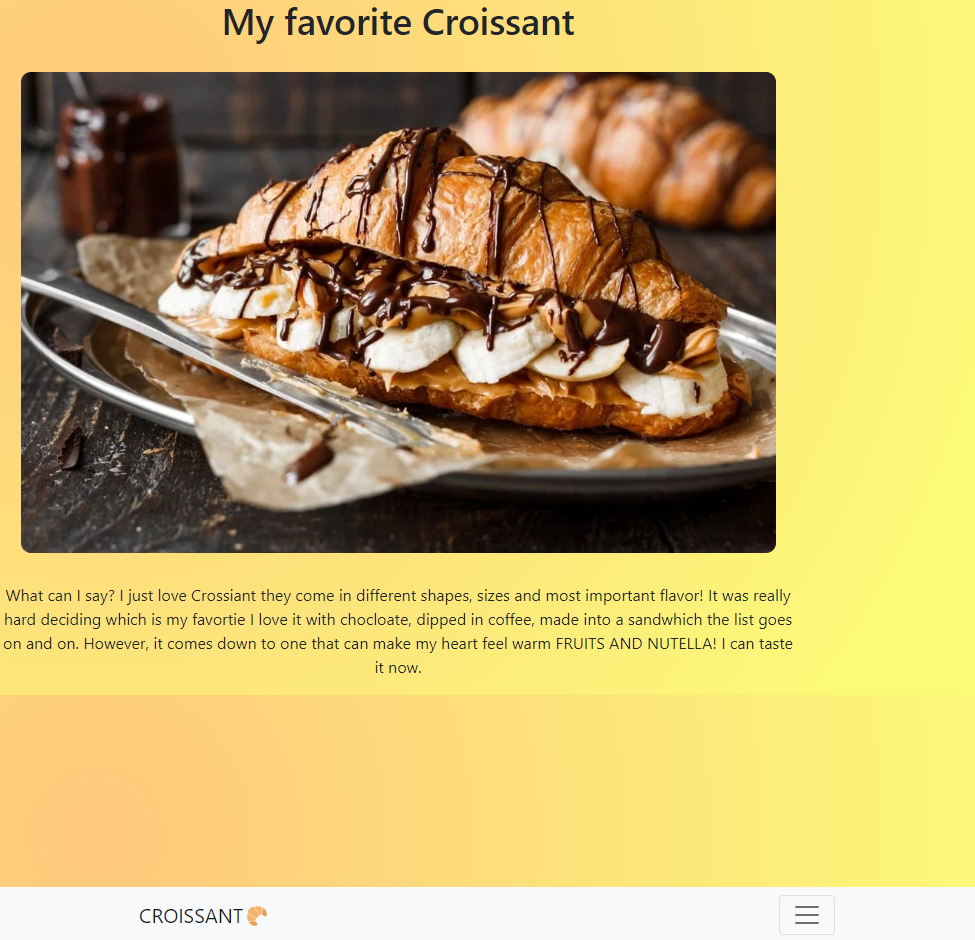 My favorite Croissant
What can I say? I just love Crossiant they come in different shapes, sizes and most important flavor! It was really
hard deciding which is my favortie I love it with chocloate, dipped in coffee, made into a sandwhich the list goes
on and on. However, it comes down to one that can make my heart feel warm FRUITS AND NUTELLA! I can taste
it now.
CROISSANT🥐